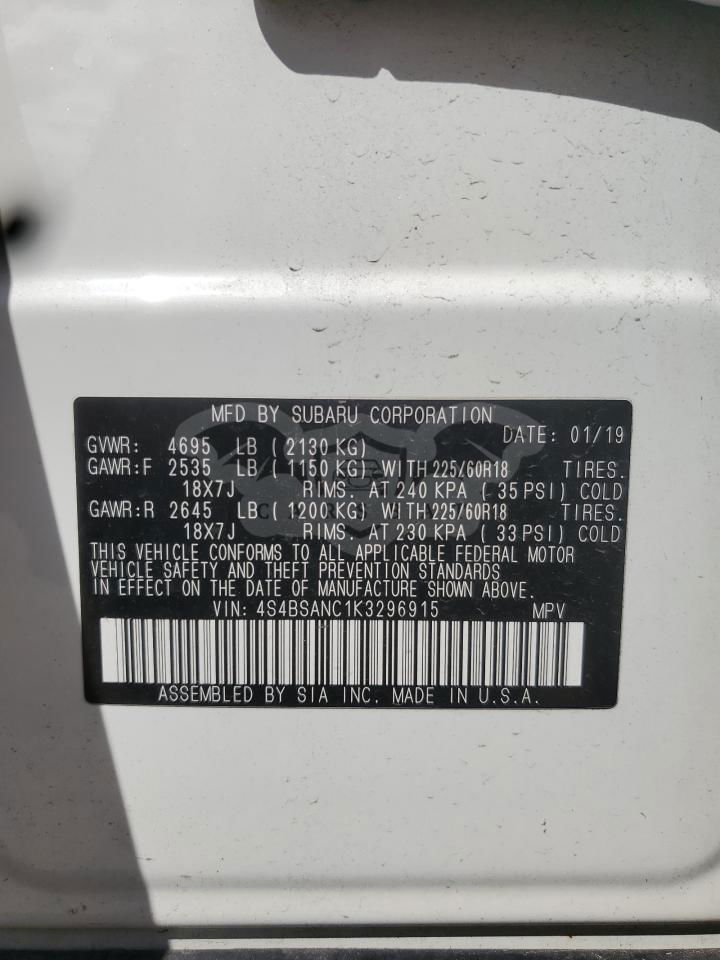 MFD BY SUBARU CORPORATION
DATE: 01/19
GVWR: 4695 LB (2130 KG)
GAWR:F 2535 LB (1150 KG) WITH 225/60R18 TIRES.
18X7J RIMS. AT 240 KPA (35 PSI) COLD
GAWR:R 2645 LB (1200 KG) WITH 225/60R18 TIRES.
18X7J RIMS. AT 230 KPA (33 PSI) COLD
THIS VEHICLE CONFORMS TO ALL APPLICABLE FEDERAL MOTOR
VEHICLE SAFETY AND THEFT PREVENTION STANDARDS
IN EFFECT ON THE DATE OF MANUFACTURE SHOWN ABOVE.
VIN: 4S4BSANC1K3296915 MPV
ASSEMBLED BY SIA INC. MADE IN U.S.A.